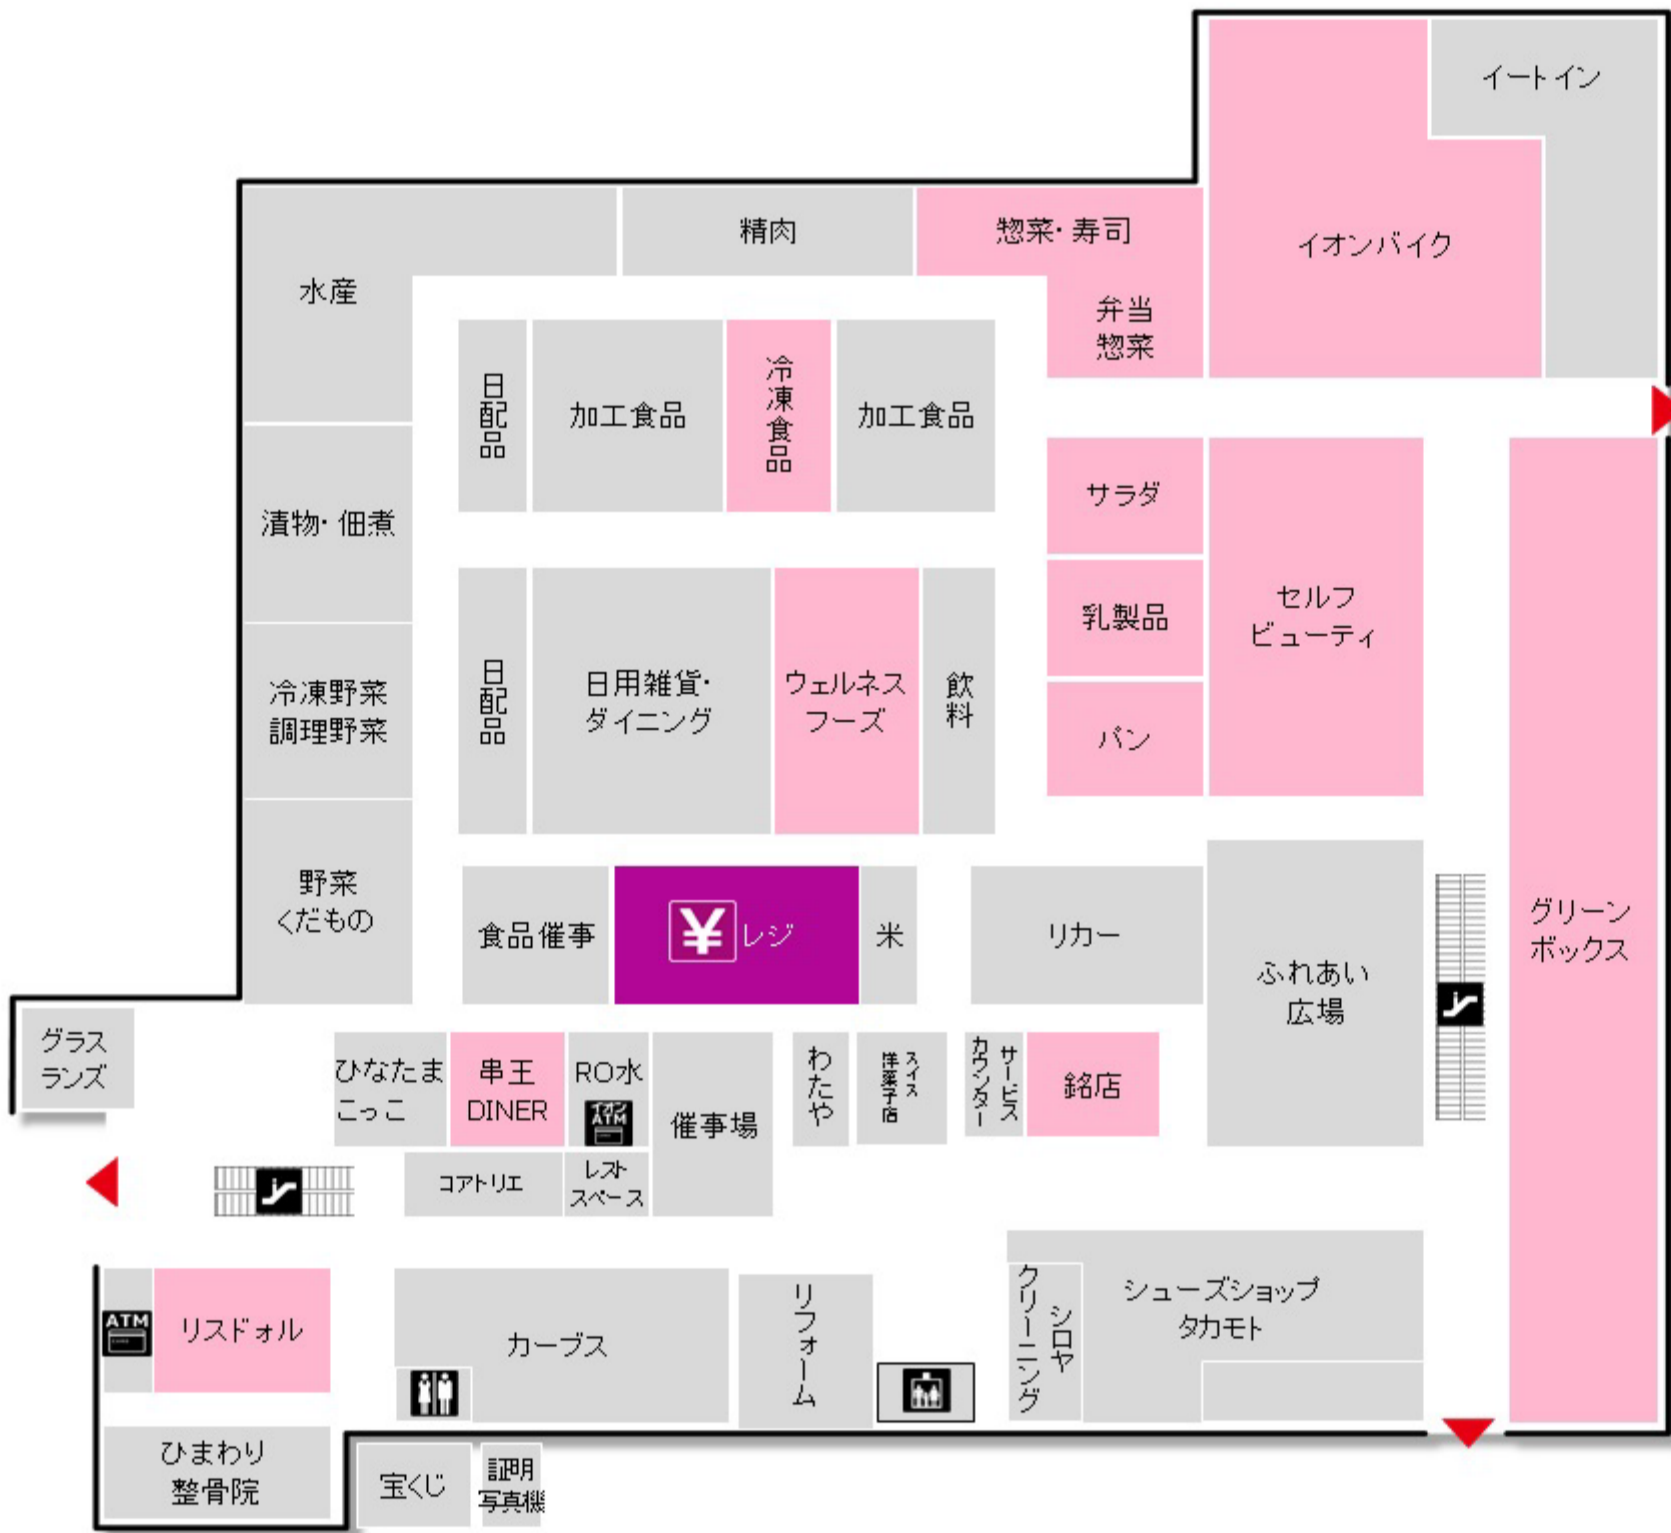 イートイン
精肉
惣菜・寿司
イオンバイク
水産
弁当
惣菜
日配品
加工食品
冷凍食品
加工食品
サラダ
漬物・佃煮
セルフ
ビューティ
乳製品
冷凍野菜
調理野菜
日配品
日用雑貨・
ダイニング
ウェルネス
フーズ
飲料
パン
野菜
くだもの
食品催事
¥レジ
米
リカー
グリーン
ボックス
ふれあい
広場
グラス
ランズ
ひなたま
こっこ
串王
DINER
RO水
イオン
ATM
催事場
わたや
スイス
洋菓子店
サービス
カウンター
銘店
コアトリエ
レスト
スペース
ATM
リスドォル
カーブス
リフォーム
シロヤ
クリーニング
シューズショップ
タカモト
ひまわり
整骨院
宝くじ
証明
写真機